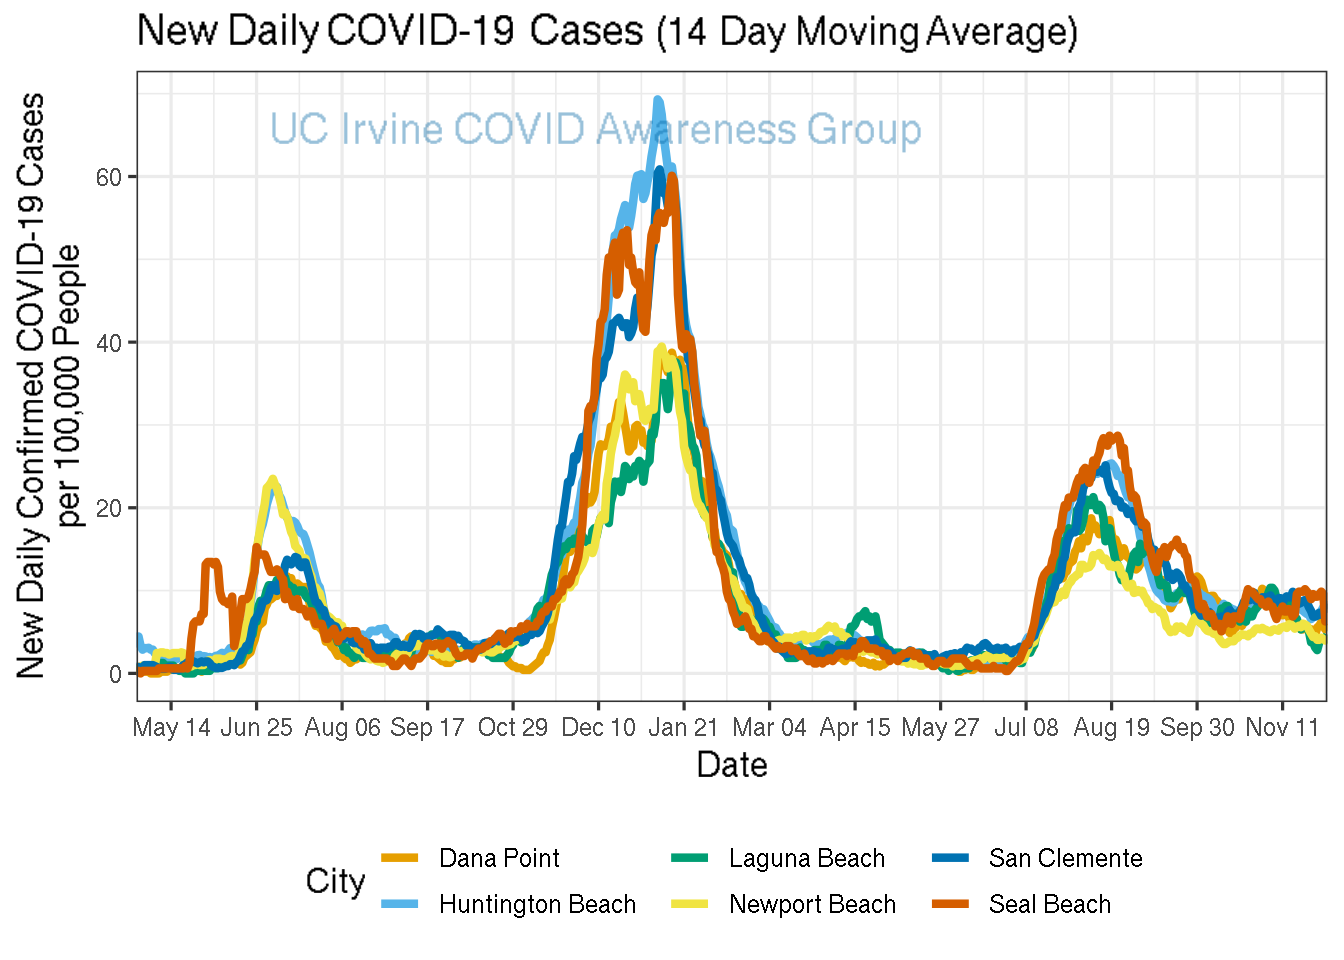 New Daily COVID-19 Cases (14 Day Moving Average)
UC Irvine COVID Awareness Group
New Daily Confirmed COVID-19 Cases
per 100,000 People
60
40
20
0
May 14 Jun 25 Aug 06 Sep 17 Oct 29 Dec 10 Jan 21 Mar 04 Apr 15 May 27 Jul 08 Aug 19 Sep 30 Nov 11
Date
City
Dana Point Laguna Beach San Clemente
Huntington Beach Newport Beach Seal Beach